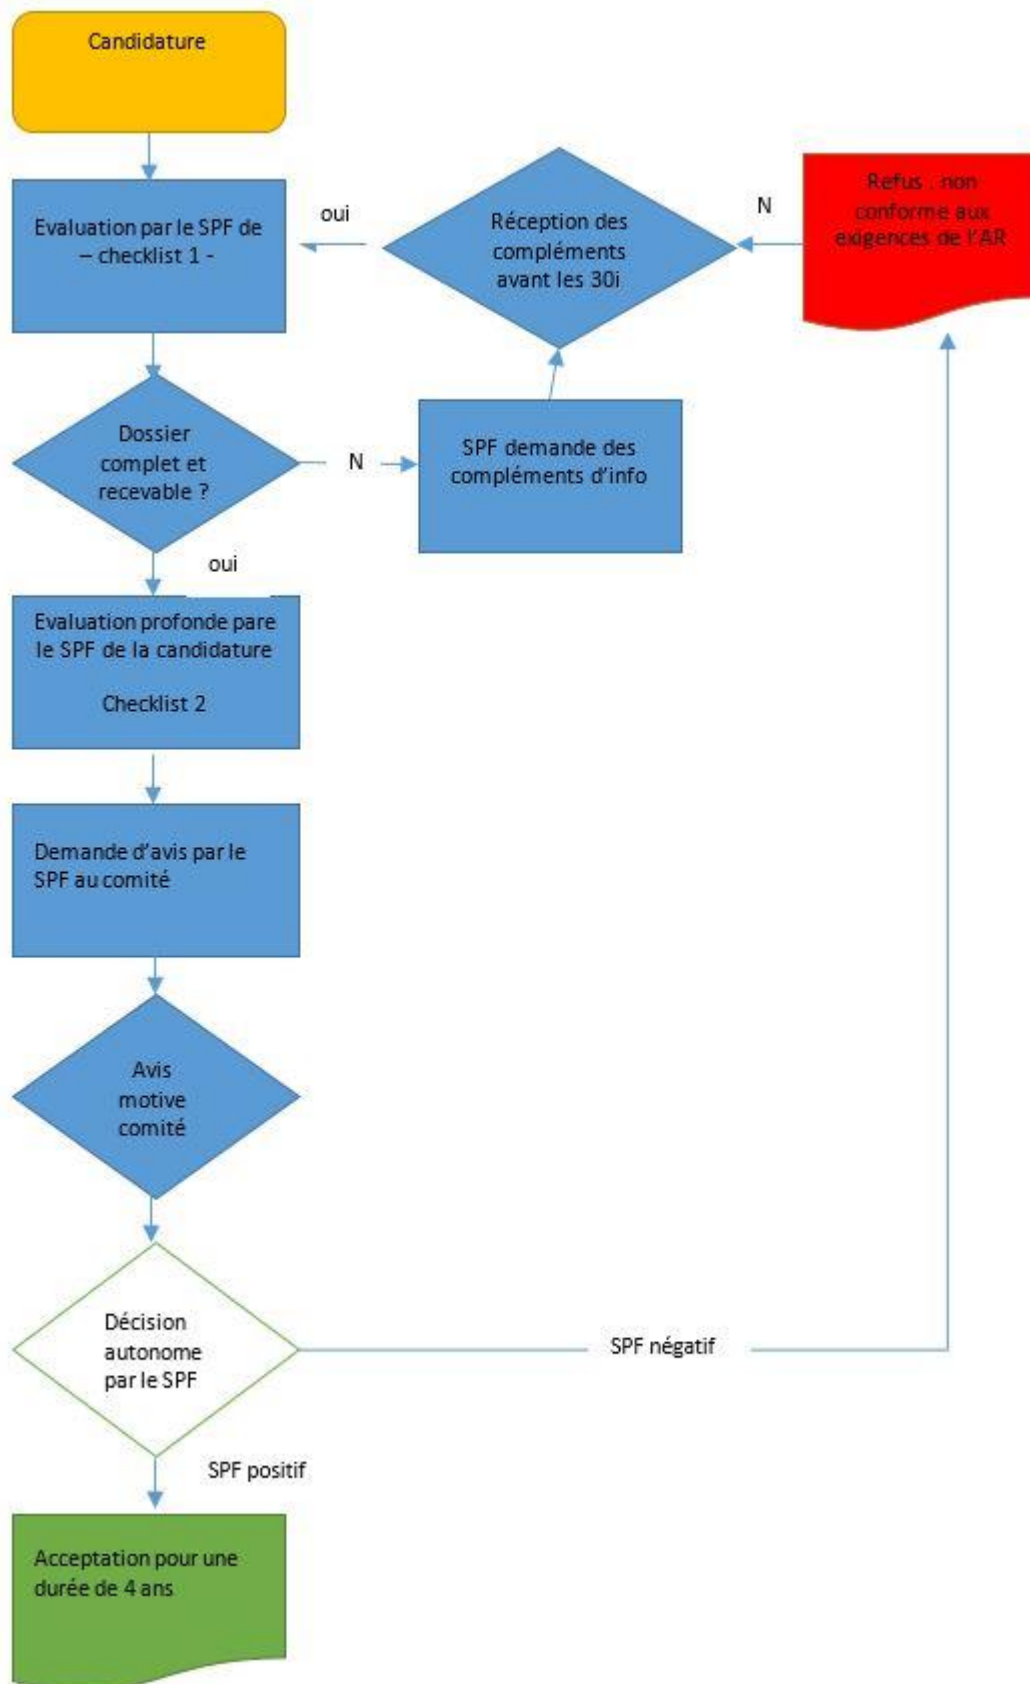 Candidature
Evaluation par le SPF de
– checklist 1 -
oui
Réception des
compléments
avant les 30i
N
Refus . non
conforme aux
exigences de l'AR
Dossier
complet et
recevable ?
N
SPF demande des
compléments d'info
oui
Evaluation profonde pare
le SPF de la candidature
Checklist 2
Demande d'avis par le
SPF au comité
Avis
motive
comité
Décision
autonome
par le SPF
SPF négatif
SPF positif
Acceptation pour une
durée de 4 ans